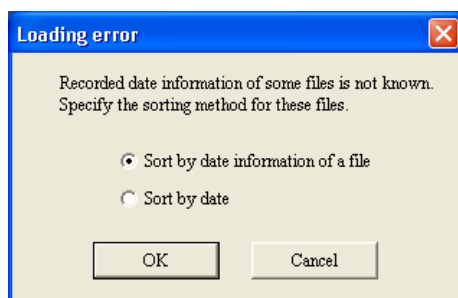 Loading error
Recorded date information of some files is not known.
Specify the sorting method for these files.
Sort by date information of a file
Sort by date
OK
Cancel